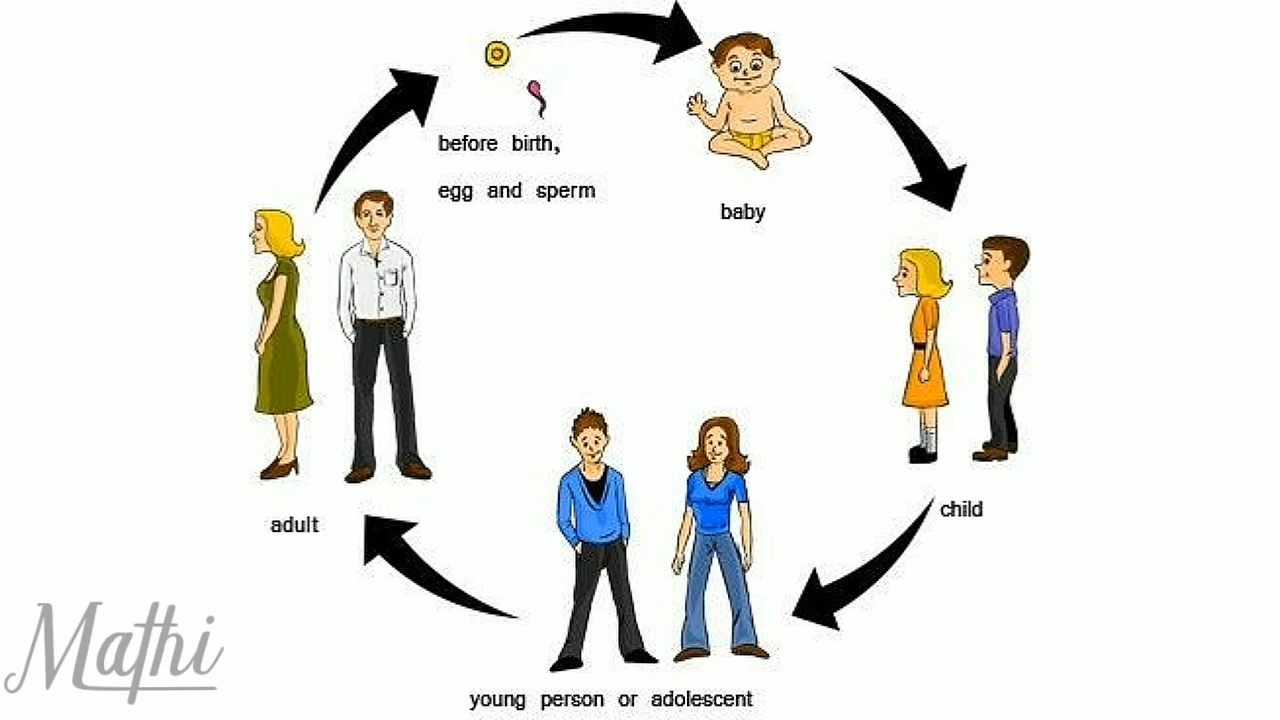 before birth,
egg and sperm
baby
child
young person or adolescent
adult
Mathi